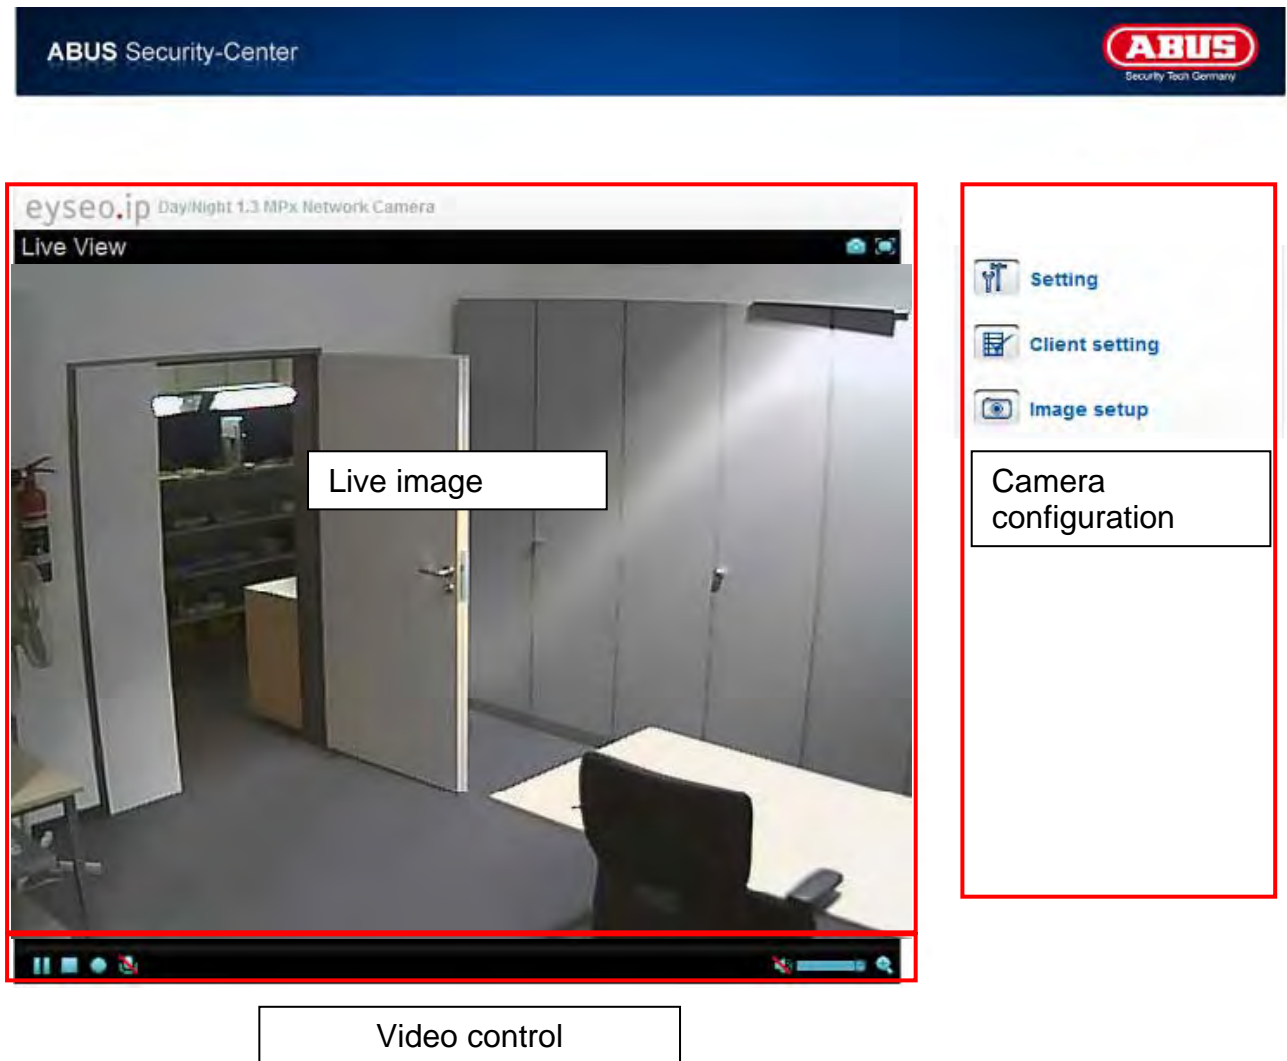 ABUS Security-Center
ABUS
Security Tech Germany
eyseo.ip Day/Night 1.3 MPx Network Camera
Live View
Setting
Client setting
Image setup
Live image
Camera
configuration
Video control